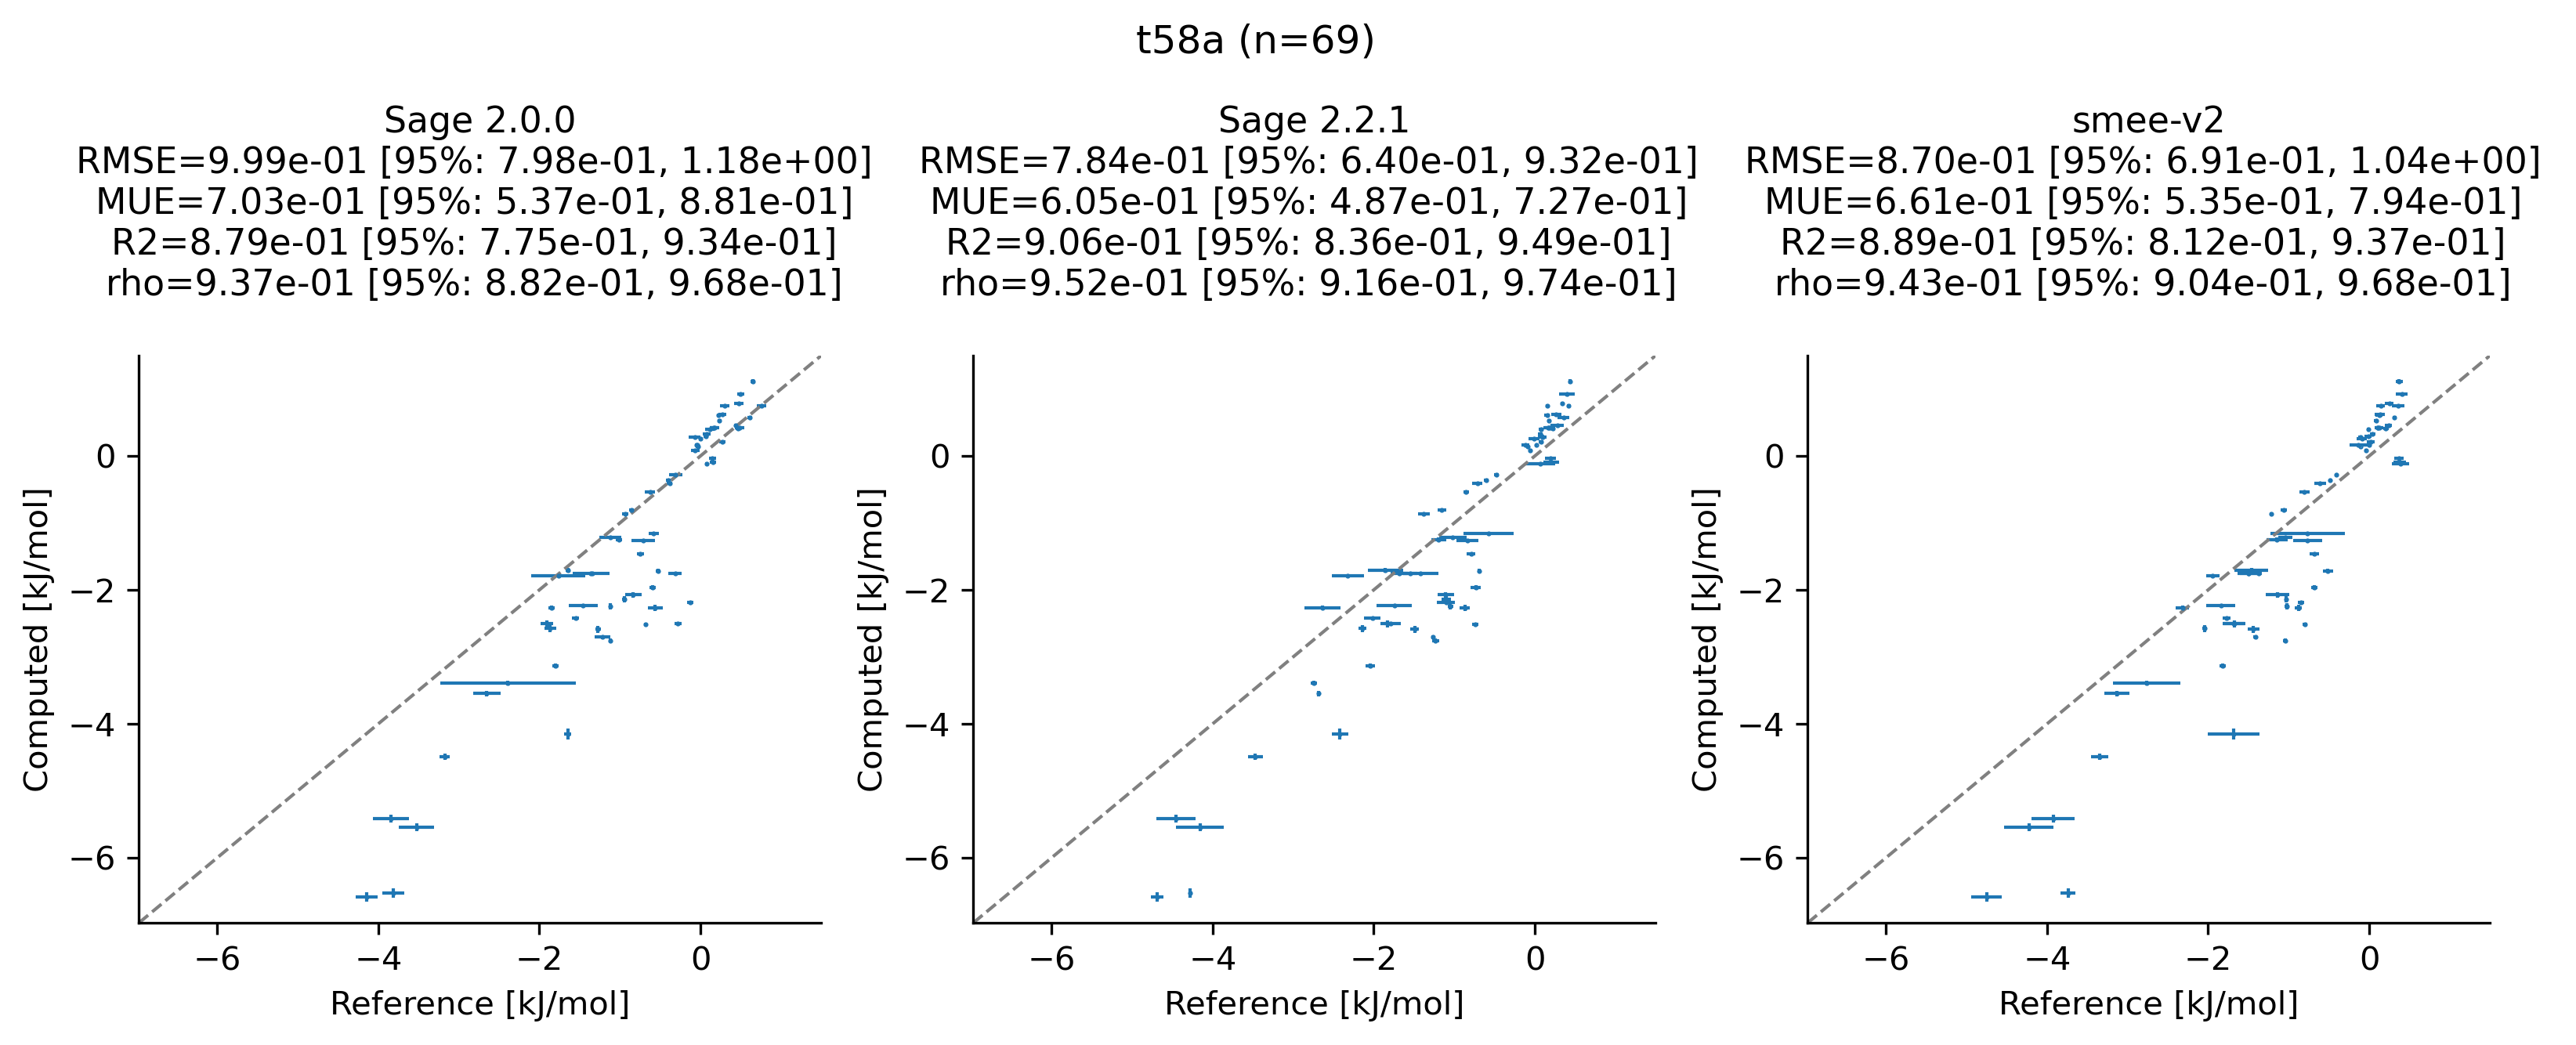 t58a (n=69)
Sage 2.0.0
RMSE=9.99e-01 [95%: 7.98e-01, 1.18e+00]
MUE=7.03e-01 [95%: 5.37e-01, 8.81e-01]
R2=8.79e-01 [95%: 7.75e-01, 9.34e-01]
rho=9.37e-01 [95%: 8.82e-01, 9.68e-01]
0
−2
−4
−6
Computed [kJ/mol]
−6 −4 −2 0
Reference [kJ/mol]
Sage 2.2.1
RMSE=7.84e-01 [95%: 6.40e-01, 9.32e-01]
MUE=6.05e-01 [95%: 4.87e-01, 7.27e-01]
R2=9.06e-01 [95%: 8.36e-01, 9.49e-01]
rho=9.52e-01 [95%: 9.16e-01, 9.74e-01]
0
−2
−4
−6
Computed [kJ/mol]
−6 −4 −2 0
Reference [kJ/mol]
smee-v2
RMSE=8.70e-01 [95%: 6.91e-01, 1.04e+00]
MUE=6.61e-01 [95%: 5.35e-01, 7.94e-01]
R2=8.89e-01 [95%: 8.12e-01, 9.37e-01]
rho=9.43e-01 [95%: 9.04e-01, 9.68e-01]
0
−2
−4
−6
Computed [kJ/mol]
−6 −4 −2 0
Reference [kJ/mol]